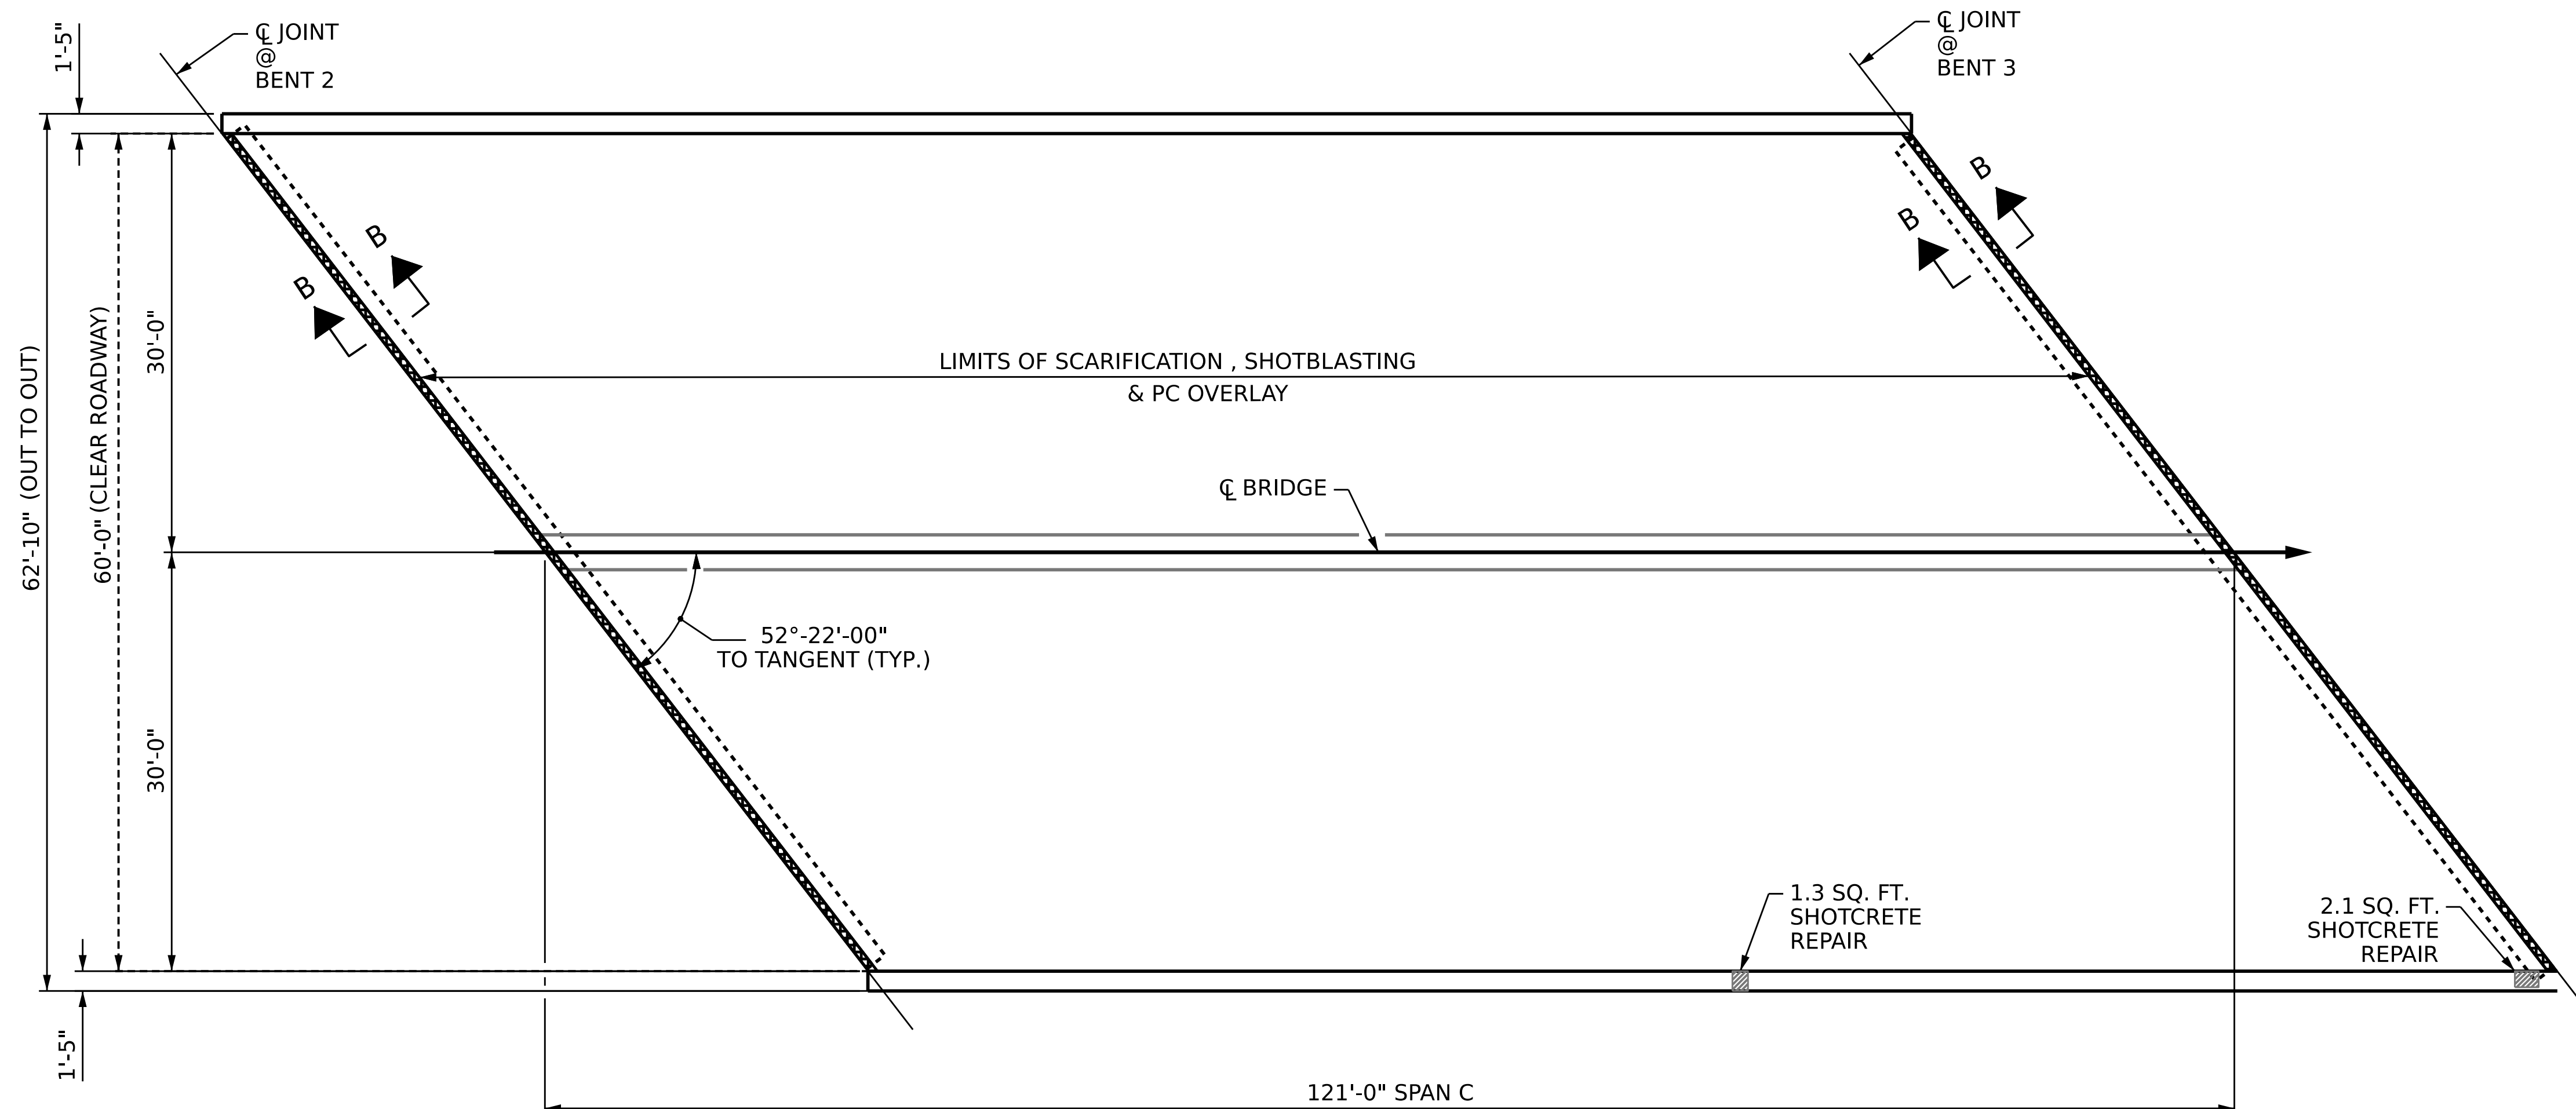 1'-5"
℄ JOINT
@
BENT 2
℄ JOINT
@
BENT 3
B
B
B
B
62'-10" (OUT TO OUT)
60'-0" (CLEAR ROADWAY)
30'-0"
LIMITS OF SCARIFICATION , SHOTBLASTING
& PC OVERLAY
℄ BRIDGE
52°-22'-00"
TO TANGENT (TYP.)
30'-0"
1.3 SQ. FT.
SHOTCRETE
REPAIR
2.1 SQ. FT.
SHOTCRETE
REPAIR
1'-5"
121'-0" SPAN C